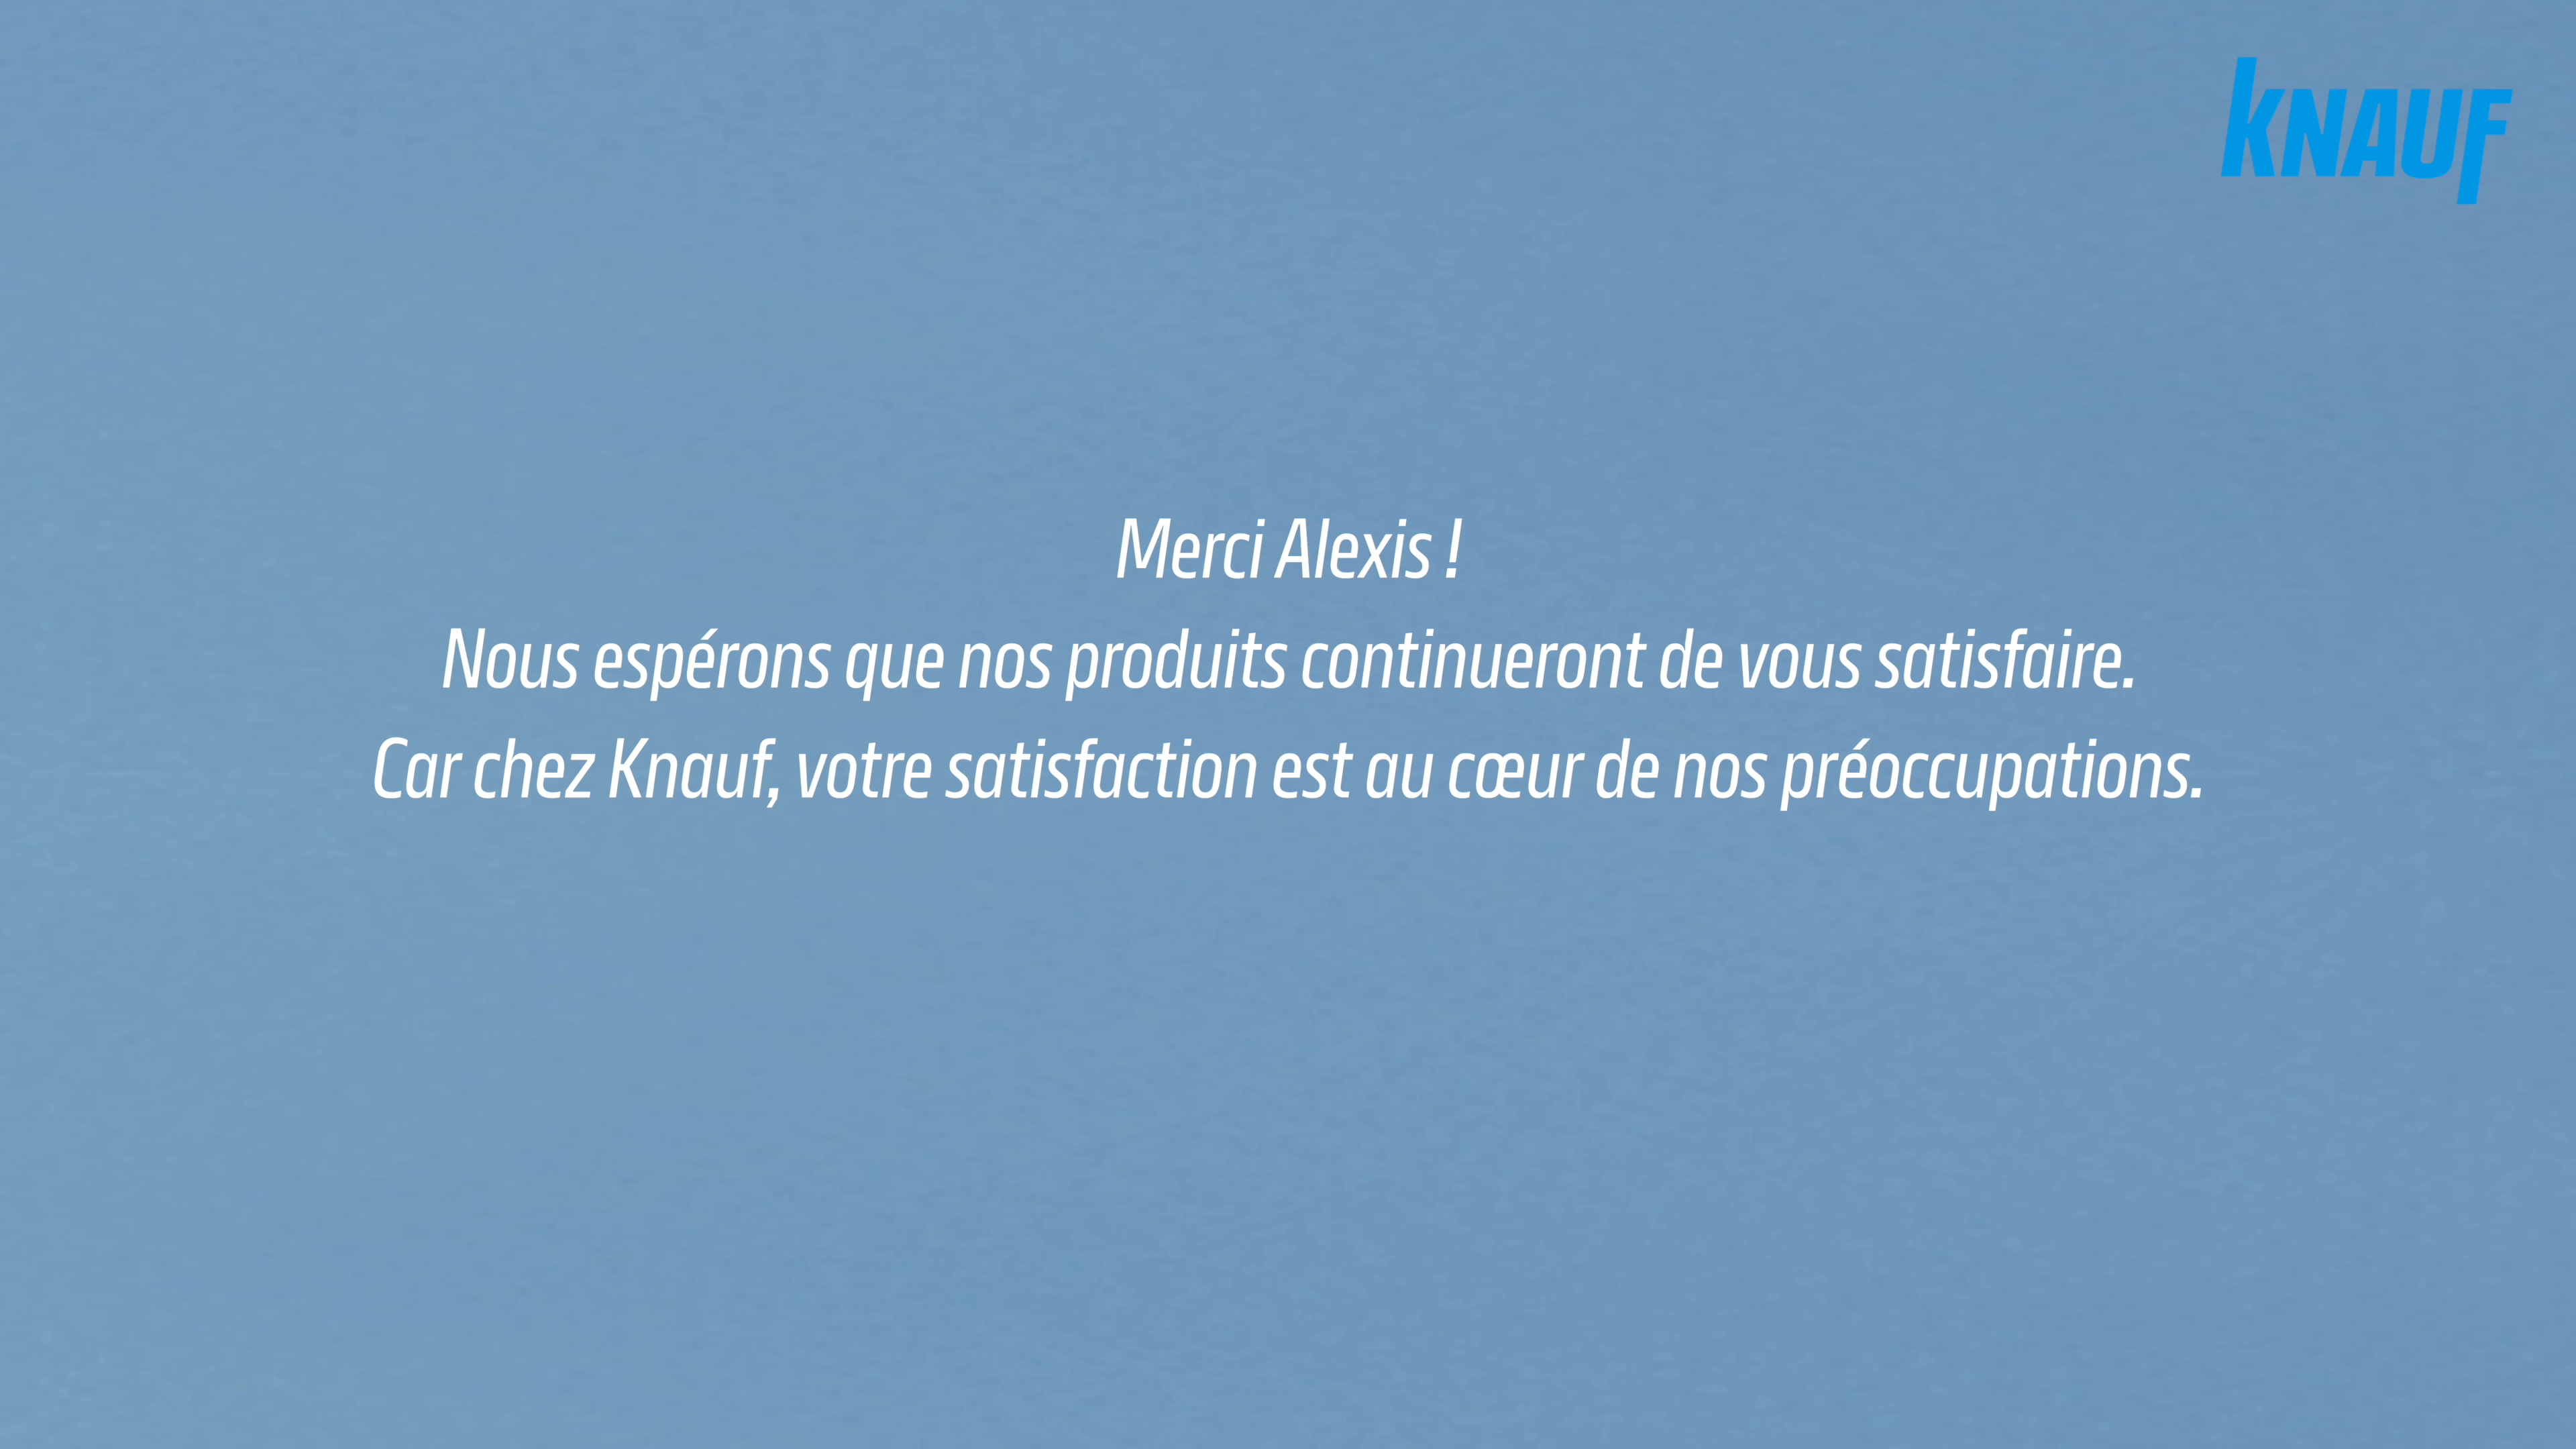 KNAUF
Merci Alexis !
Nous espérons que nos produits continueront de vous satisfaire.
Car chez Knauf, votre satisfaction est au cœur de nos préoccupations.